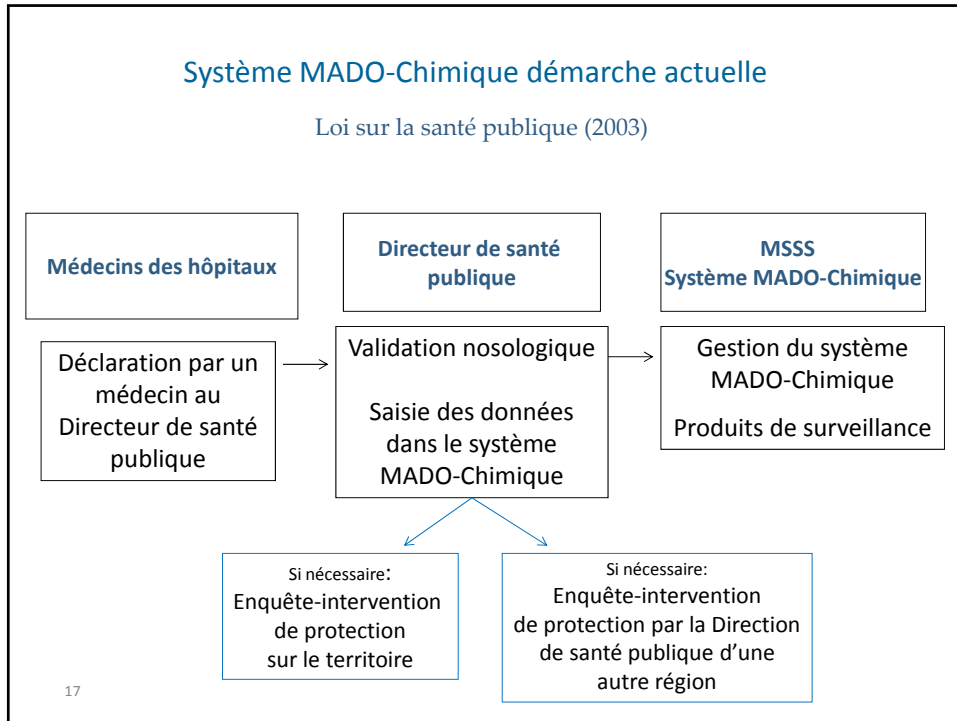 Système MADO-Chimique démarche actuelle
Loi sur la santé publique (2003)
Médecins des hôpitaux
Directeur de santé
publique
MSSS
Système MADO-Chimique
Déclaration par un
médecin au
Directeur de santé
publique
Validation nosologique
Saisie des données
dans le système
MADO-Chimique
Gestion du système
MADO-Chimique
Produits de surveillance
Si nécessaire:
Enquête-intervention
de protection
sur le territoire
Si nécessaire:
Enquête-intervention
de protection par la Direction
de santé publique d’une
autre région
17